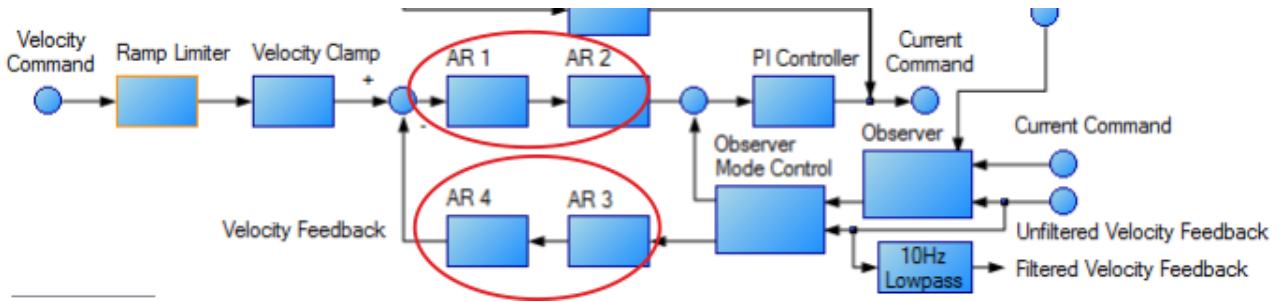 Velocity
Command
Ramp Limiter
Velocity Clamp
+
-
AR 1
AR 2
PI Controller
Current
Command
Observer
Current Command
Observer
Mode Control
AR 4
AR 3
Velocity Feedback
Unfiltered Velocity Feedback
10Hz
Lowpass
Filtered Velocity Feedback